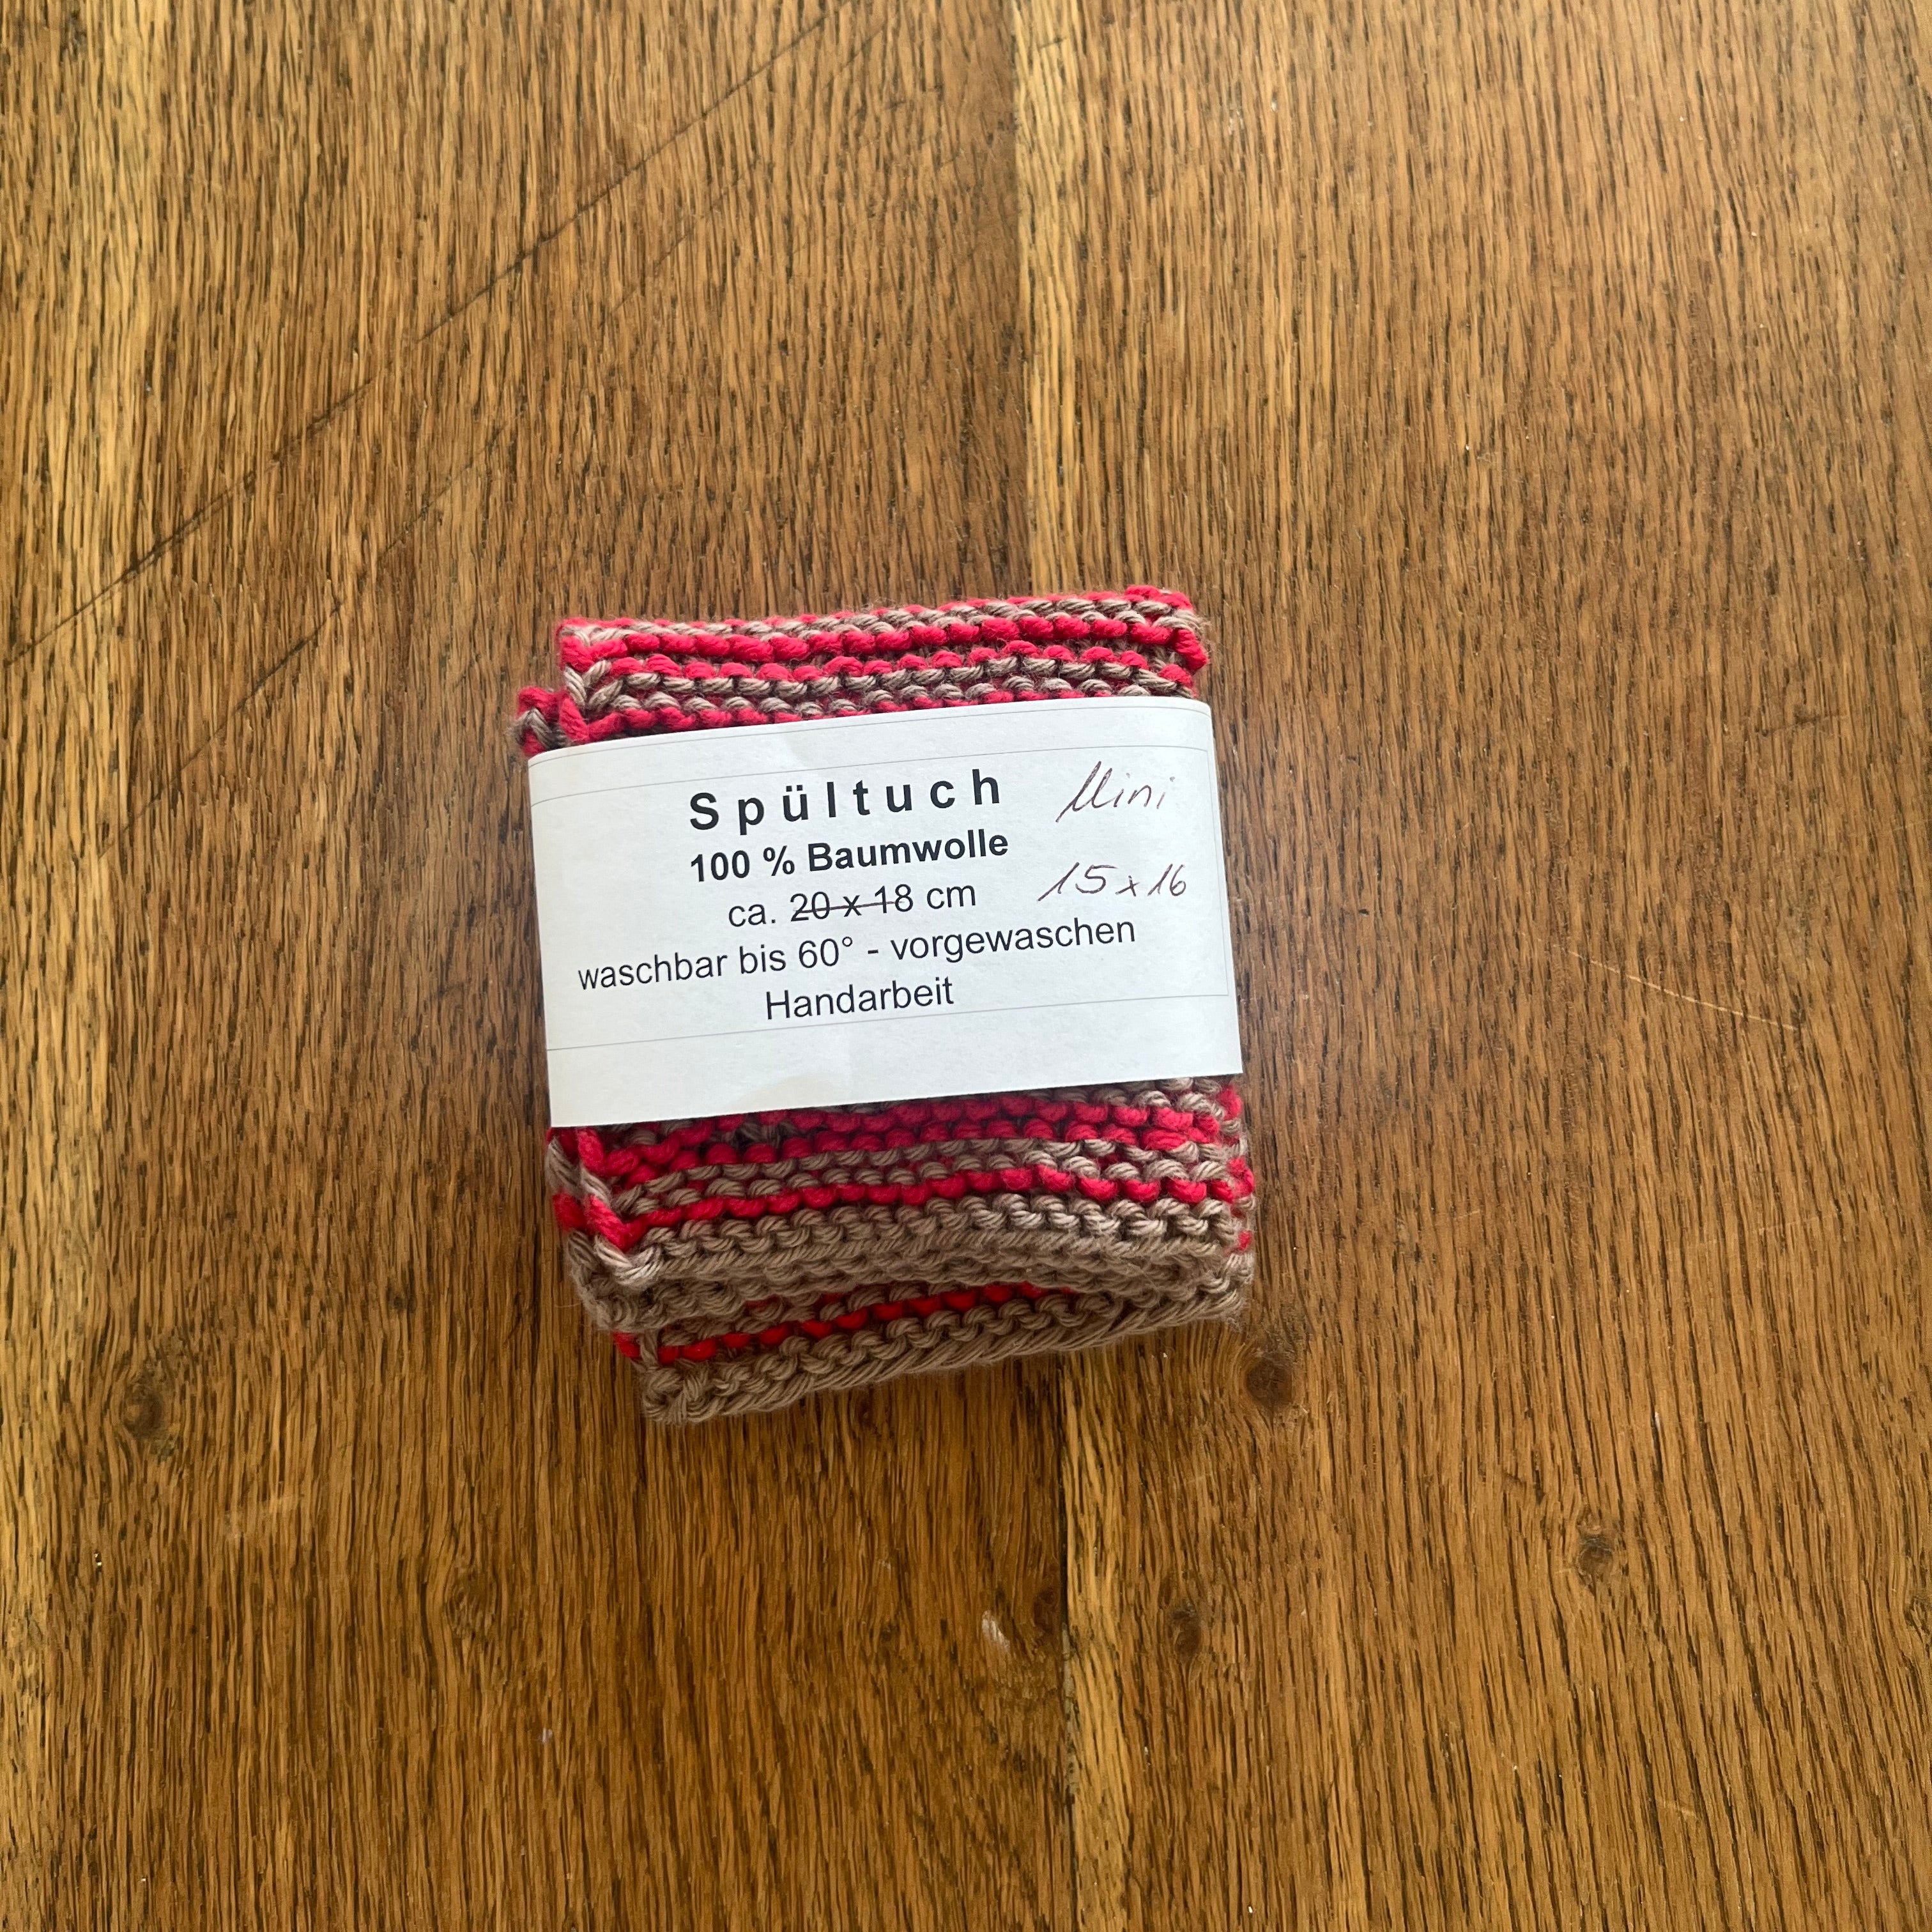 Spültuch Mini
100 % Baumwolle
ca. 20 x 18 cm 15 x 16
waschbar bis 60° - vorgewaschen
Handarbeit